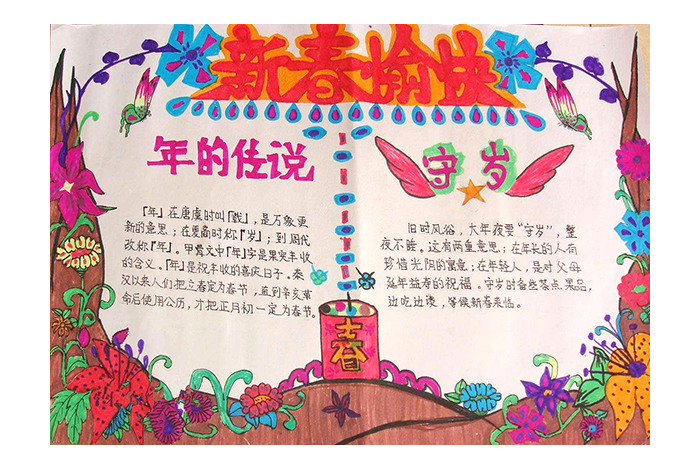 新春愉快
年的传说
「年」在唐虞时叫「载」，是万象更
新的意思；在夏商时称「岁」；到周代
改称「年」。甲骨文中「年」字是果实丰收
的含义。「年」是祝丰收的喜庆日子。秦
汉以来人们把立春定为春节，直到辛亥革
命后使用公历，才把正月初一定为春节。
守岁
旧时风俗，大年夜要“守岁”，整
夜不睡。这有两重意思：在年长的人有
珍惜光阴的寓意；在年轻人，是对父母
延年益寿的祝福。守岁时备些茶点果品，
边吃边谈，等候新春来临。
春